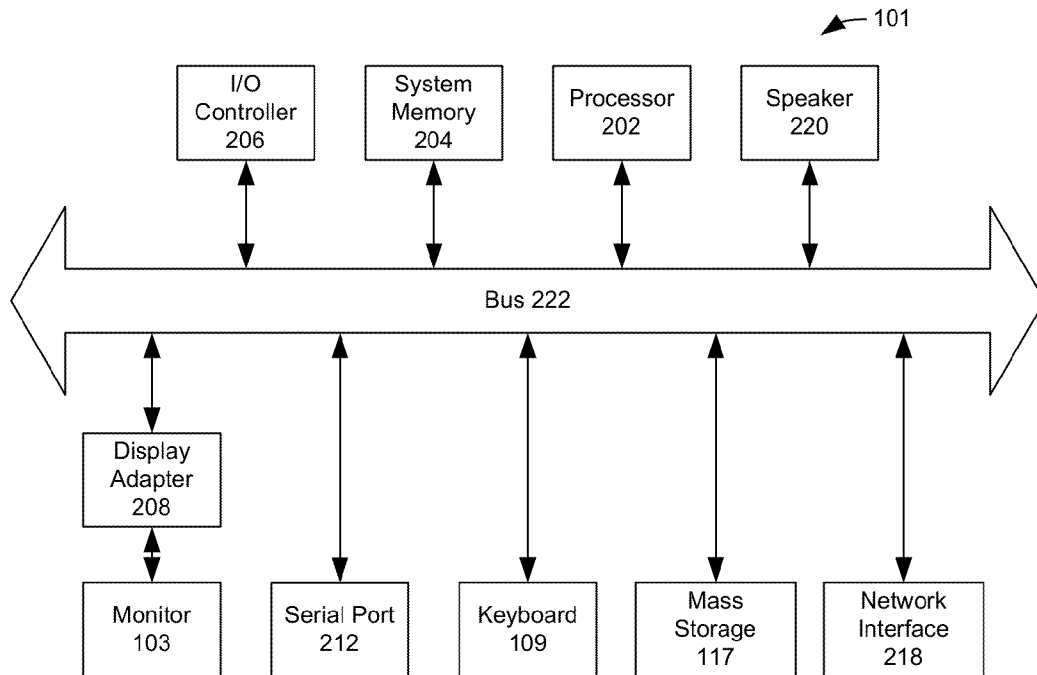 101
I/O
Controller
206
System
Memory
204
Processor
202
Speaker
220
Bus 222
Display
Adapter
208
Monitor
103
Serial Port
212
Keyboard
109
Mass
Storage
117
Network
Interface
218